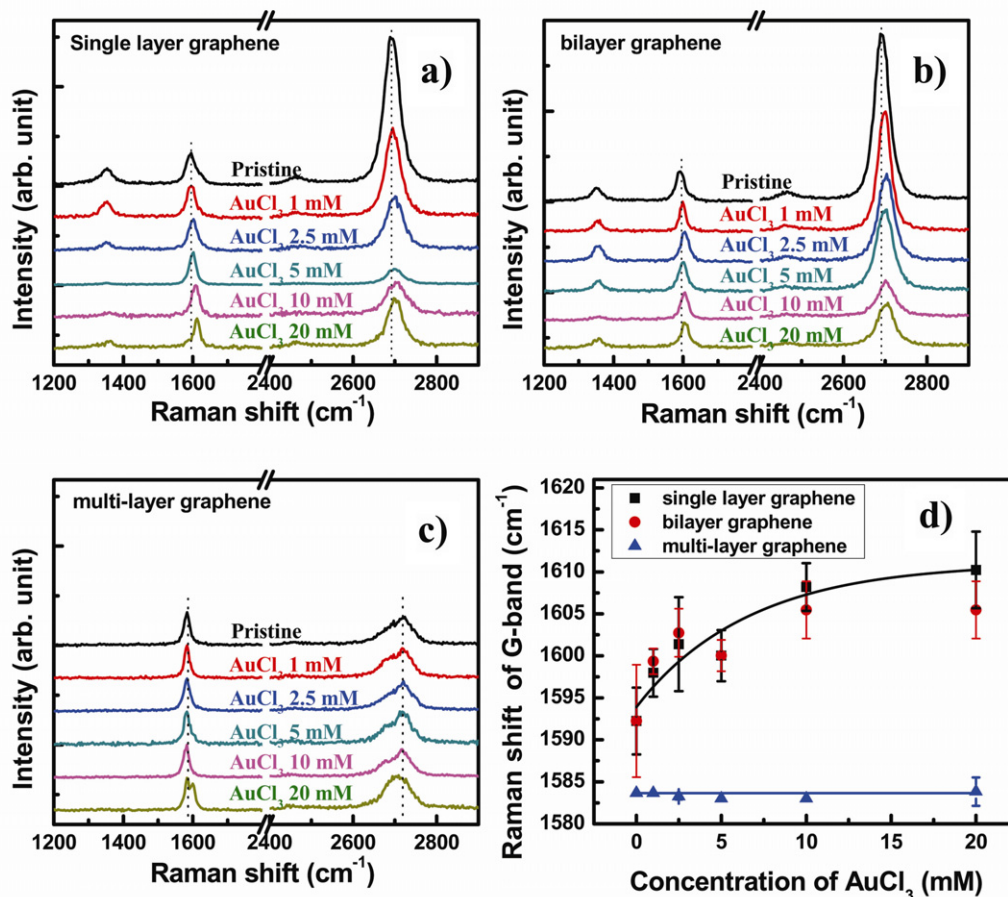 Single layer graphene
a)
Pristine
AuCl₃ 1 mM
AuCl₃ 2.5 mM
AuCl₃ 5 mM
AuCl₃ 10 mM
AuCl₃ 20 mM
Intensity (arb. unit)
1200 1400 1600 2400 2600 2800
Raman shift (cm⁻¹)
bilayer graphene
b)
Pristine
AuCl₃ 1 mM
AuCl₃ 2.5 mM
AuCl₃ 5 mM
AuCl₃ 10 mM
AuCl₃ 20 mM
Intensity (arb. unit)
1200 1400 1600 2400 2600 2800
Raman shift (cm⁻¹)
multi-layer graphene
c)
Pristine
AuCl₃ 1 mM
AuCl₃ 2.5 mM
AuCl₃ 5 mM
AuCl₃ 10 mM
AuCl₃ 20 mM
Intensity (arb. unit)
1200 1400 1600 2400 2600 2800
Raman shift (cm⁻¹)
d)
single layer graphene
bilayer graphene
multi-layer graphene
Raman shift of G-band (cm⁻¹)
1620
1615
1610
1605
1600
1595
1590
1584
1582
1580
0 5 10 15 20
Concentration of AuCl₃ (mM)